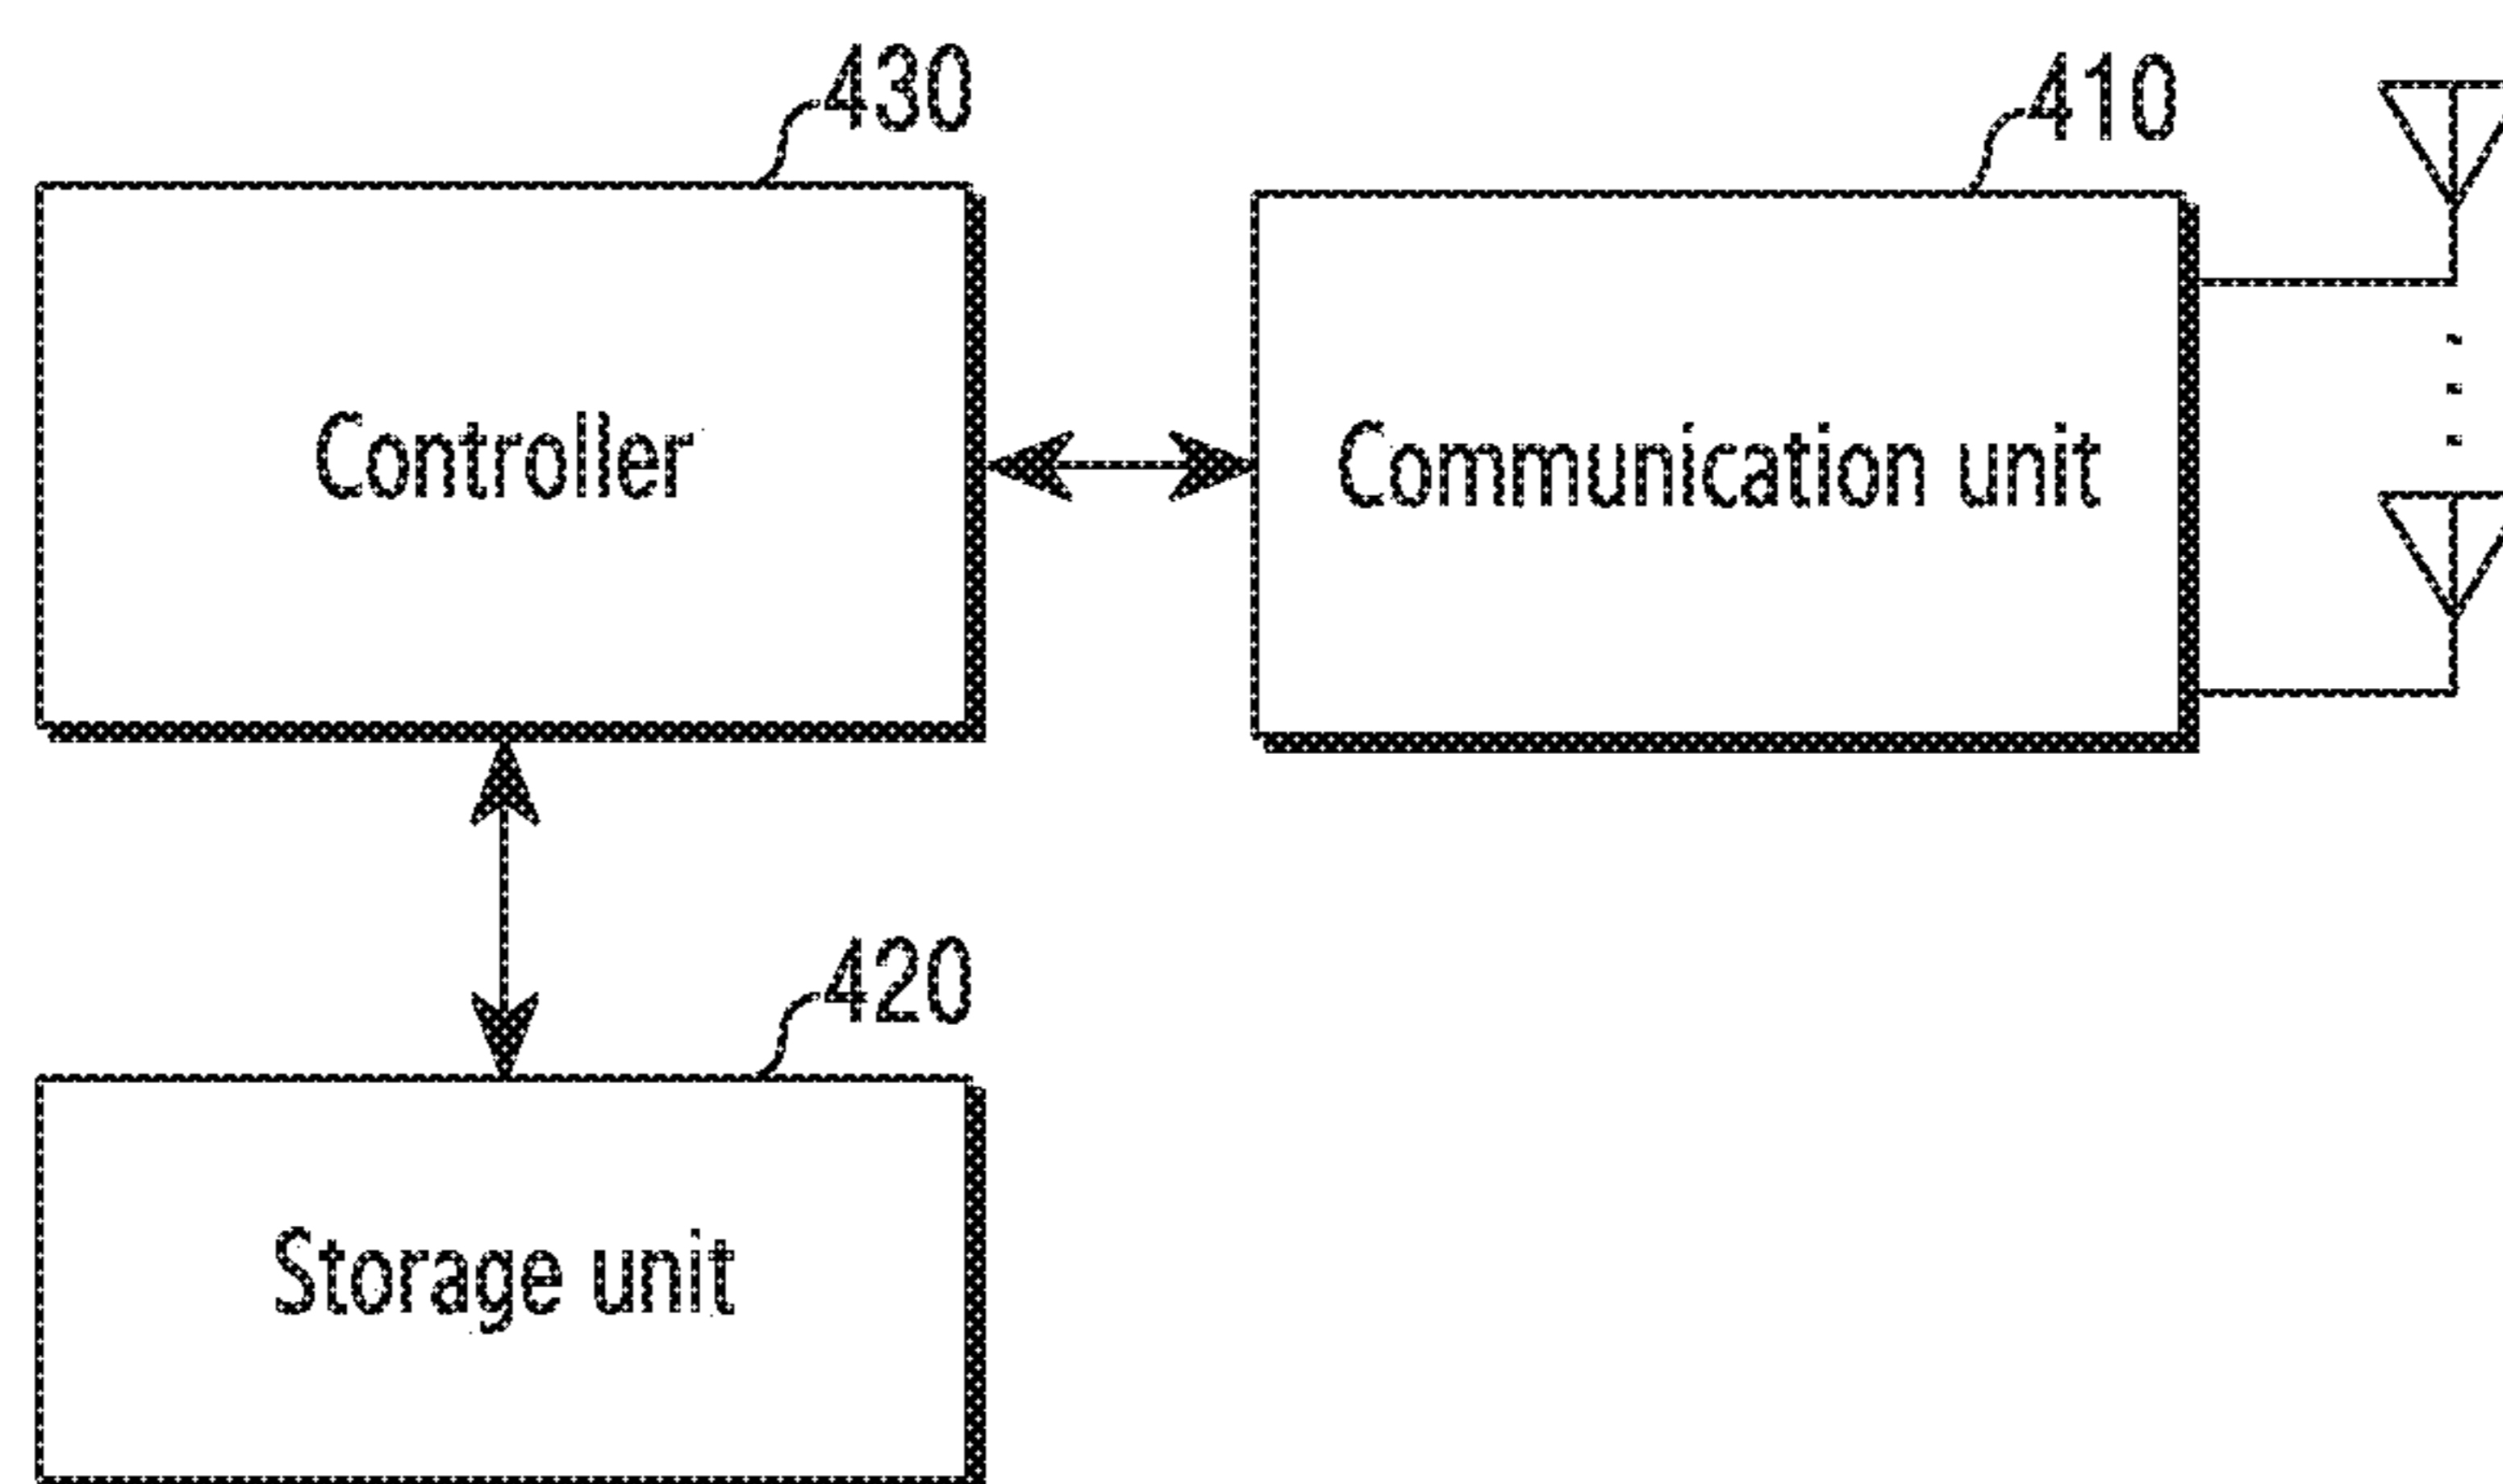 430
410
Controller
Communication unit
420
Storage unit